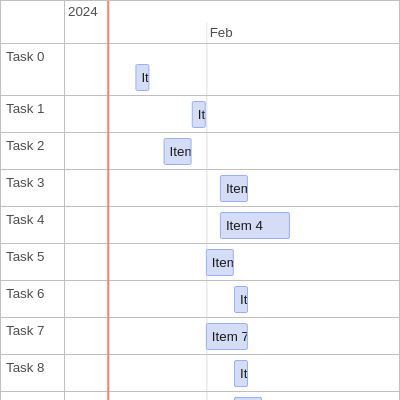 2024
Feb
Task 0
It
Task 1
It
Task 2
Iten
Task 3
Iten
Task 4
Item 4
Task 5
Iten
Task 6
It
Task 7
Item 7
Task 8
It